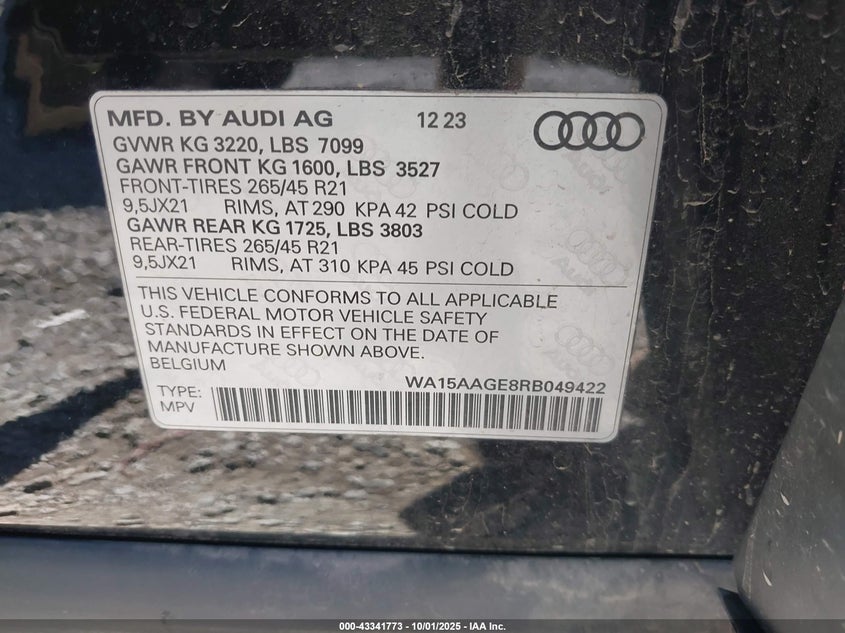 MFD. BY AUDI AG 12 23
GVWR KG 3220, LBS 7099
GAWR FRONT KG 1600, LBS 3527
FRONT-TIRES 265/45 R21
9,5JX21 RIMS, AT 290 KPA 42 PSI COLD
GAWR REAR KG 1725, LBS 3803
REAR-TIRES 265/45 R21
9,5JX21 RIMS, AT 310 KPA 45 PSI COLD
THIS VEHICLE CONFORMS TO ALL APPLICABLE
U.S. FEDERAL MOTOR VEHICLE SAFETY
STANDARDS IN EFFECT ON THE DATE OF
MANUFACTURE SHOWN ABOVE.
BELGIUM
WA15AAGE8RB049422
TYPE:
MPV
000-43341773 - 10/01/2025 - IAA Inc.